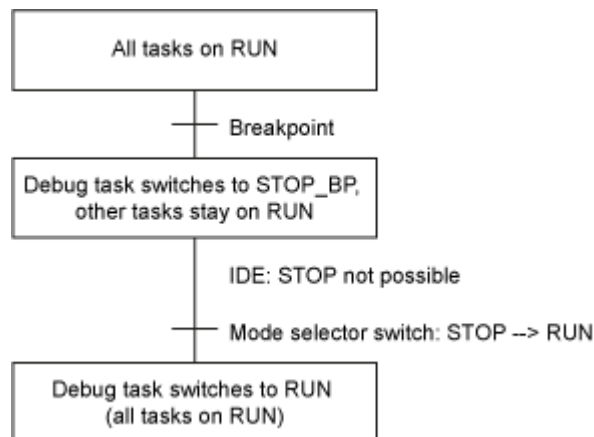 All tasks on RUN
Breakpoint
Debug task switches to STOP_BP,
other tasks stay on RUN
IDE: STOP not possible
Mode selector switch: STOP --> RUN
Debug task switches to RUN
(all tasks on RUN)